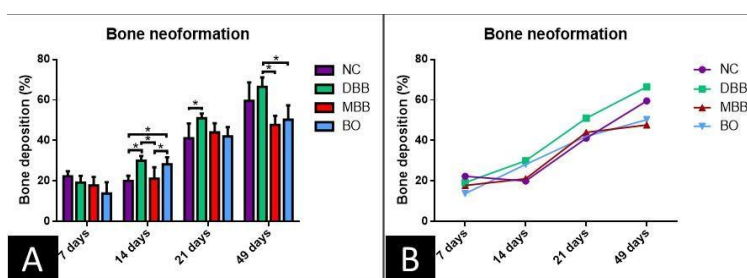 Bone neoformation
Bone deposition (%)
80
60
40
20
0
* * * * * * * *
7 days 14 days 21 days 49 days
NC
DBB
MBB
BO
A
Bone neoformation
Bone deposition (%)
80
60
40
20
0
7 days 14 days 21 days 49 days
NC
DBB
MBB
BO
B